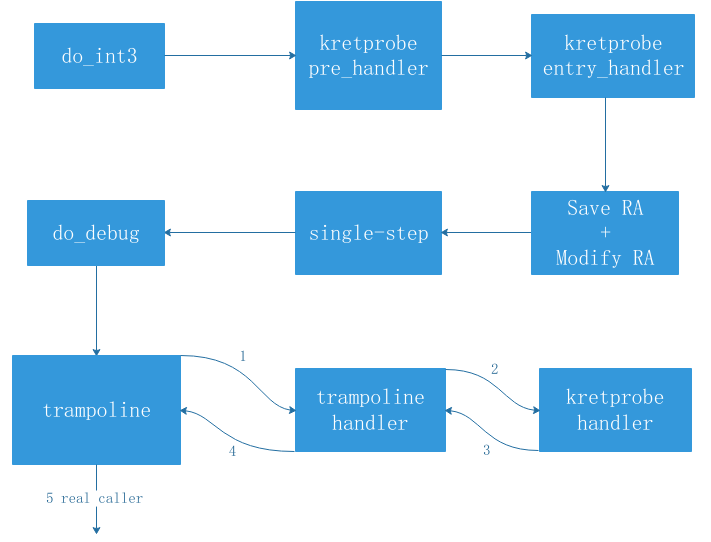 do_int3
kretprobe
pre_handler
kretprobe
entry_handler
Save RA
+
Modify RA
single-step
do_debug
trampoline
1
trampoline
handler
2
kretprobe
handler
3
4
5 real caller